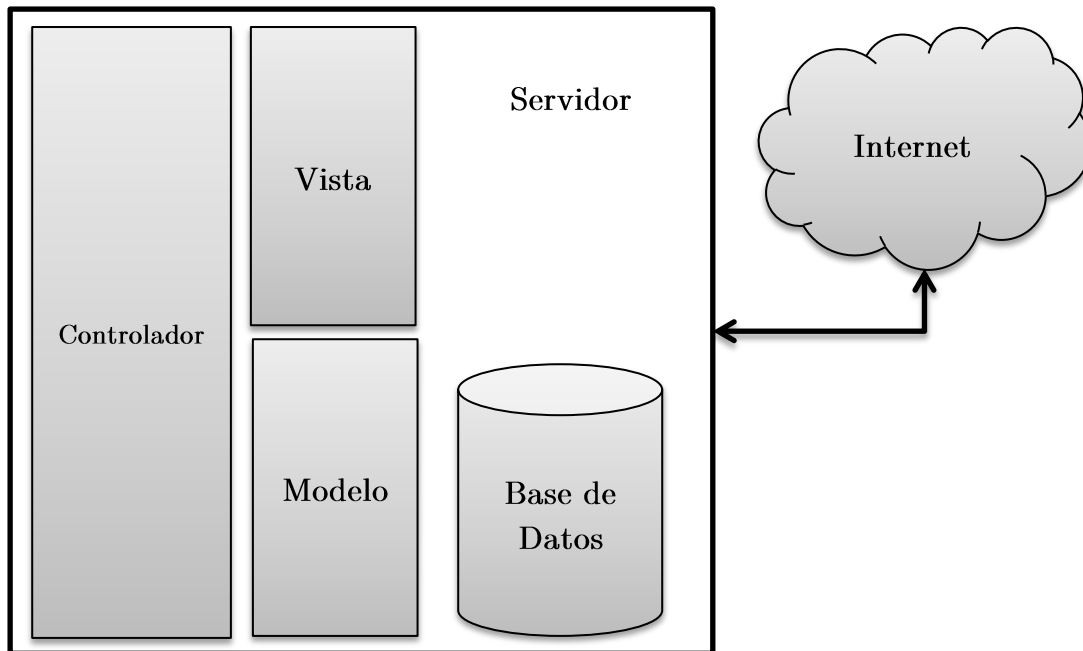 Servidor
Internet
Vista
Controlador
Modelo
Base de
Datos